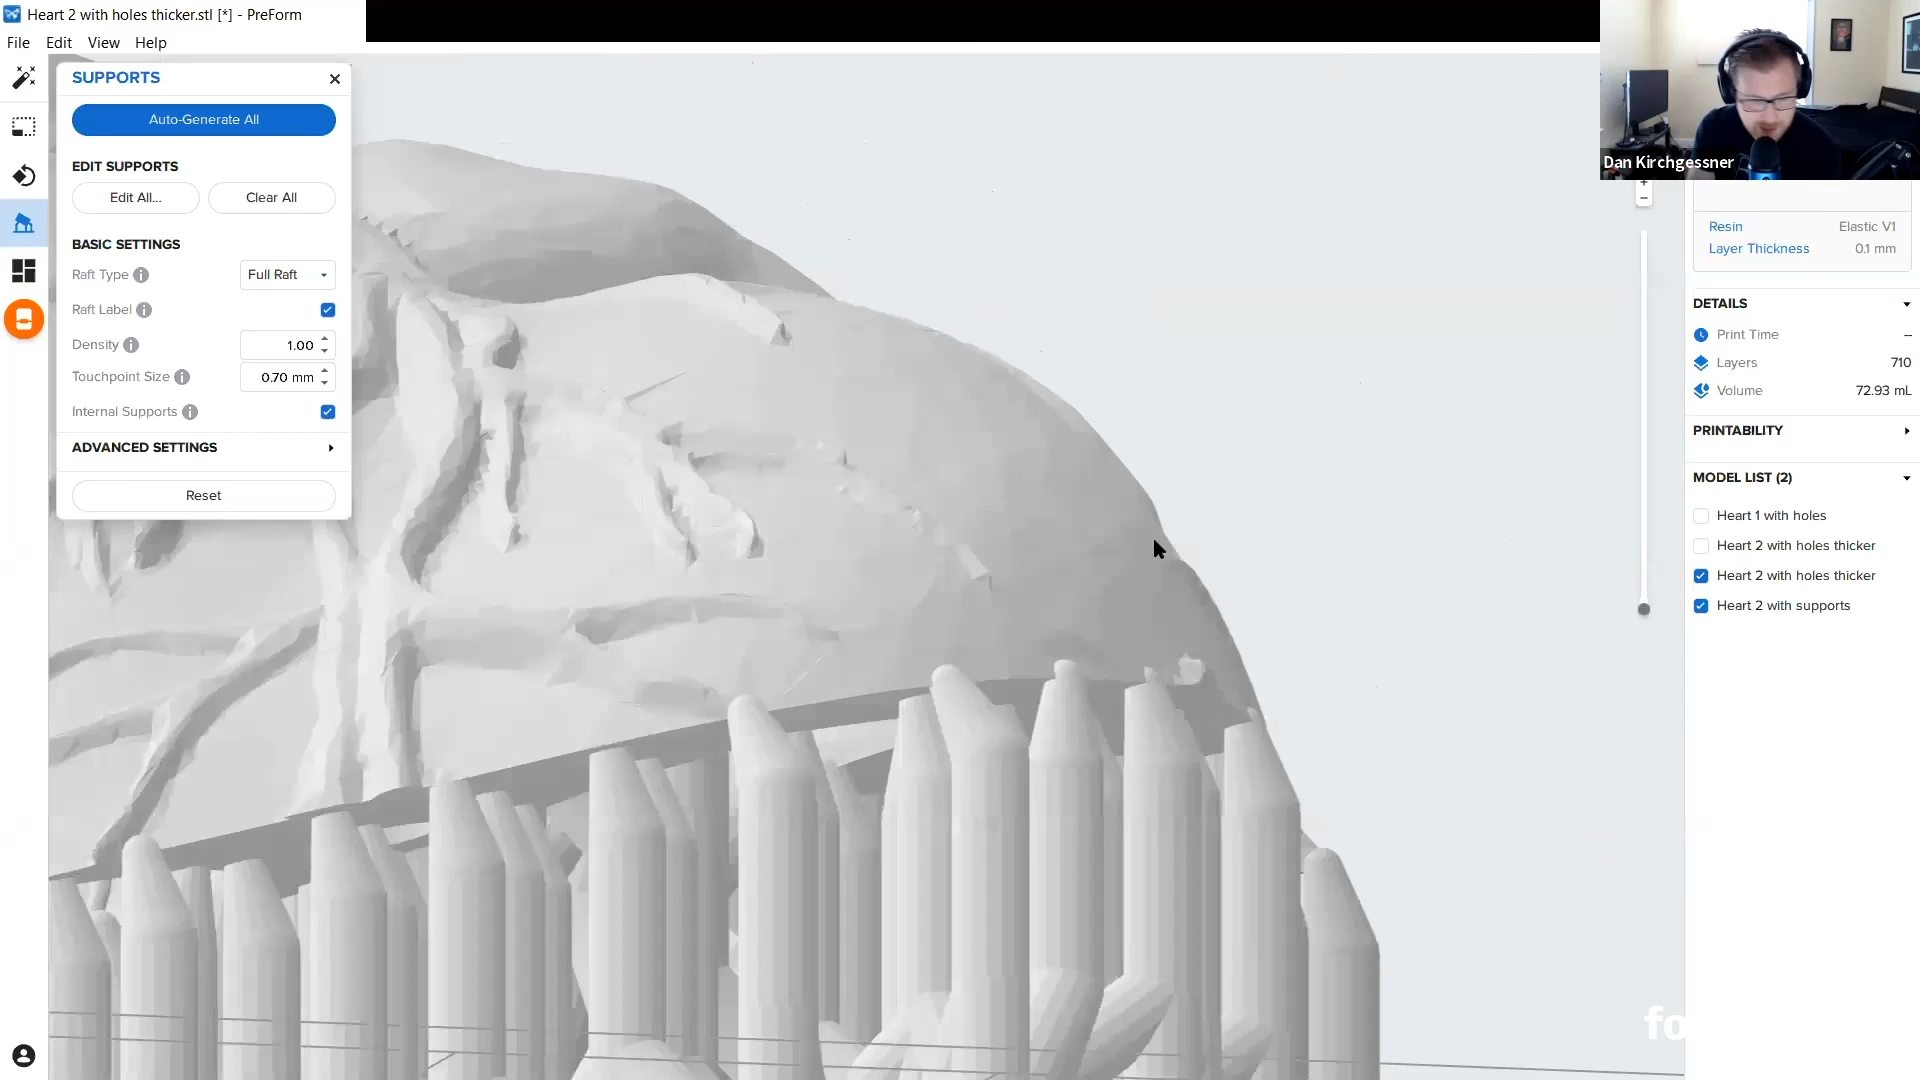 Heart 2 with holes thicker.stl [*] - PreForm
File Edit View Help
SUPPORTS
Auto-Generate All
EDIT SUPPORTS
Edit All... Clear All
BASIC SETTINGS
Raft Type Full Raft
Raft Label
Density 1.00
Touchpoint Size 0.70 mm
Internal Supports
ADVANCED SETTINGS
Reset
Dan Kirchgessner
Resin Elastic V1
Layer Thickness 0.1 mm
DETAILS
Print Time --
Layers 710
Volume 72.93 mL
PRINTABILITY
MODEL LIST (2)
Heart 1 with holes
Heart 2 with holes thicker
Heart 2 with holes thicker
Heart 2 with supports
fo